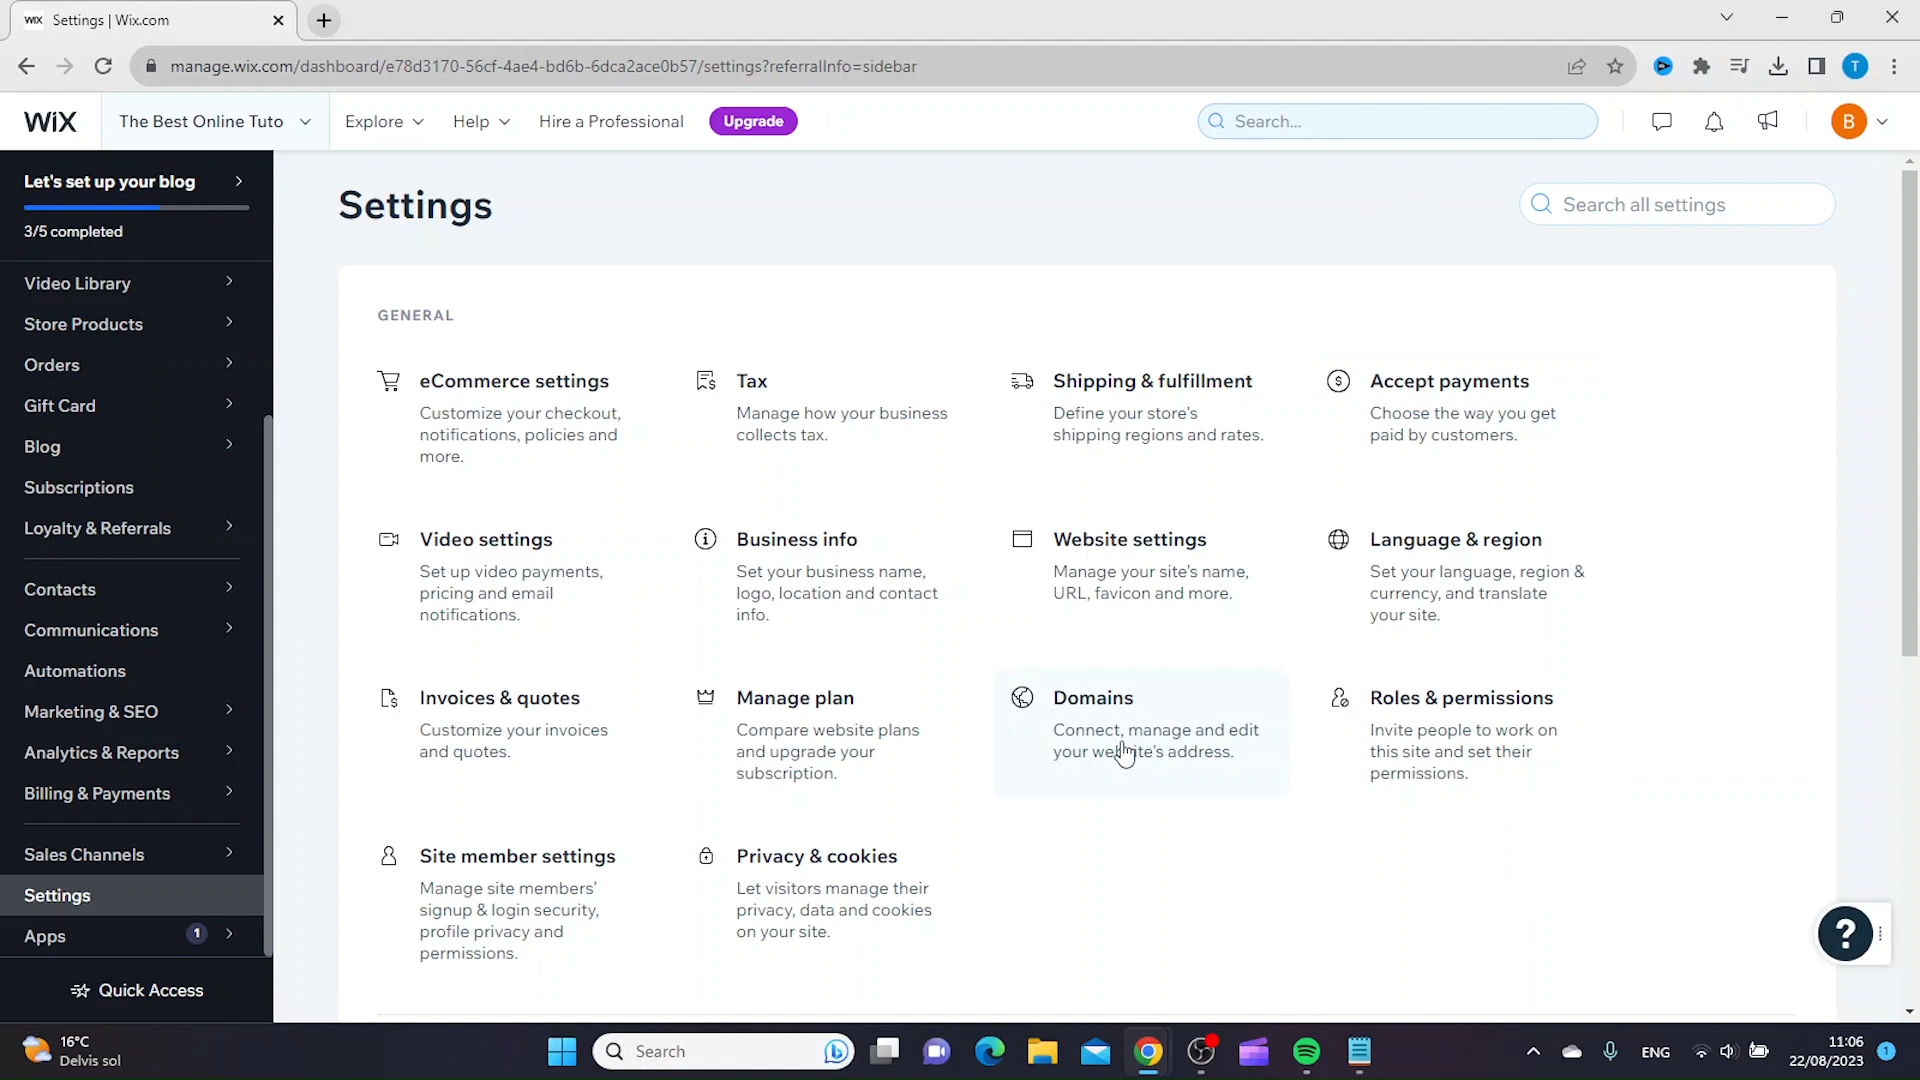 WiX Settings | Wix.com
manage.wix.com/dashboard/e78d3170-56cf-4ae4-bd6b-6dca2ace0b57/settings?referralInfo=sidebar
T
WiX
The Best Online Tuto
Explore
Help
Hire a Professional
Upgrade
Search...
B
Let's set up your blog
3/5 completed
Video Library
Store Products
Orders
Gift Card
Blog
Subscriptions
Loyalty & Referrals
Contacts
Communications
Automations
Marketing & SEO
Analytics & Reports
Billing & Payments
Sales Channels
Settings
Apps 1
Quick Access
Settings
Search all settings
GENERAL
eCommerce settings
Customize your checkout,
notifications, policies and
more.
Tax
Manage how your business
collects tax.
Shipping & fulfillment
Define your store's
shipping regions and rates.
Accept payments
Choose the way you get
paid by customers.
Video settings
Set up video payments,
pricing and email
notifications.
Business info
Set your business name,
logo, location and contact
info.
Website settings
Manage your site's name,
URL, favicon and more.
Language & region
Set your language, region &
currency, and translate
your site.
Invoices & quotes
Customize your invoices
and quotes.
Manage plan
Compare website plans
and upgrade your
subscription.
Domains
Connect, manage and edit
your website's address.
Roles & permissions
Invite people to work on
this site and set their
permissions.
Site member settings
Manage site members'
signup & login security,
profile privacy and
permissions.
Privacy & cookies
Let visitors manage their
privacy, data and cookies
on your site.
?
16°C
Delvis sol
Search
ENG
11:06
22/08/2023
1